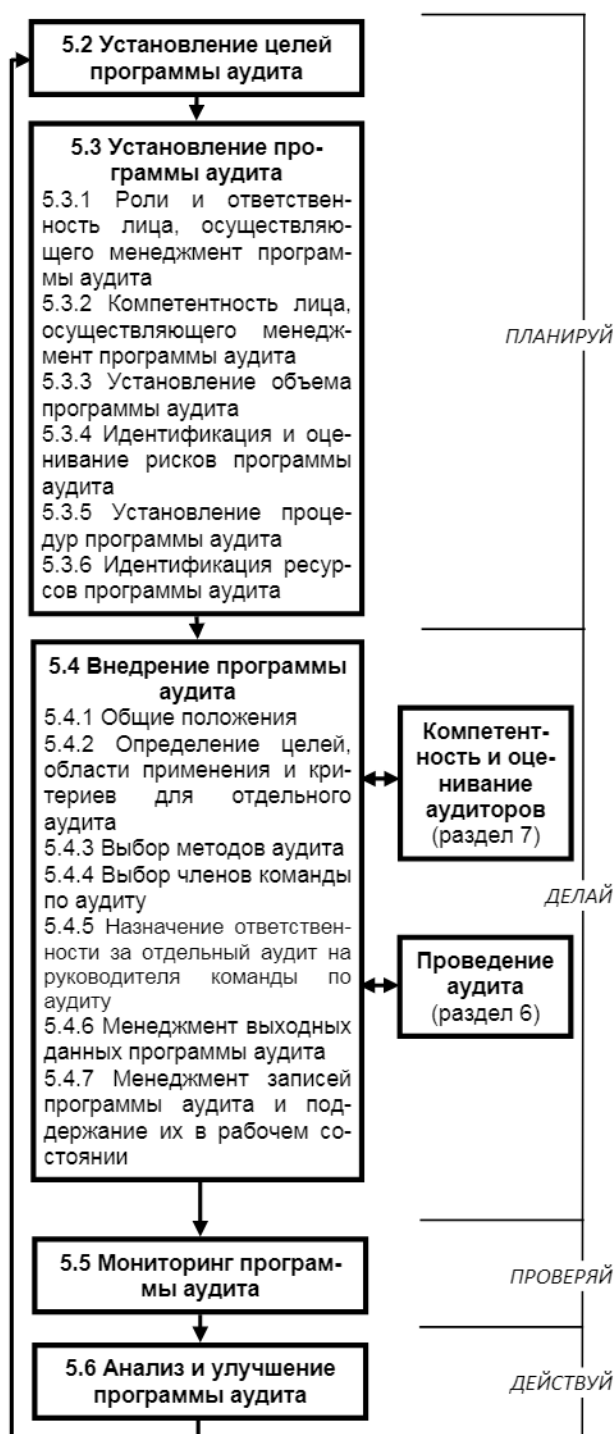 5.2 Установление целей
программы аудита
5.3 Установление про-
граммы аудита
5.3.1 Роли и ответствен-
ность лица, осуществляю-
щего менеджмент програм-
мы аудита
5.3.2 Компетентность лица,
осуществляющего менедж-
мент программы аудита
5.3.3 Установление объема
программы аудита
5.3.4 Идентификация и оце-
нивание рисков программы
аудита
5.3.5 Установление проце-
дур программы аудита
5.3.6 Идентификация ресур-
сов программы аудита
ПЛАНИРУЙ
5.4 Внедрение программы
аудита
5.4.1 Общие положения
5.4.2 Определение целей,
области применения и кри-
териев для отдельного
аудита
5.4.3 Выбор методов аудита
5.4.4 Выбор членов команды
по аудиту
5.4.5 Назначение ответствен-
ности за отдельный аудит на
руководителя команды по
аудиту
5.4.6 Менеджмент выходных
данных программы аудита
5.4.7 Менеджмент записей
программы аудита и под-
держание их в рабочем со-
стоянии
Компетент-
ность и оце-
нивание
аудиторов
(раздел 7)
ДЕЛАЙ
Проведение
аудита
(раздел 6)
5.5 Мониторинг програм-
мы аудита
ПРОВЕРЯЙ
5.6 Анализ и улучшение
программы аудита
ДЕЙСТВУЙ